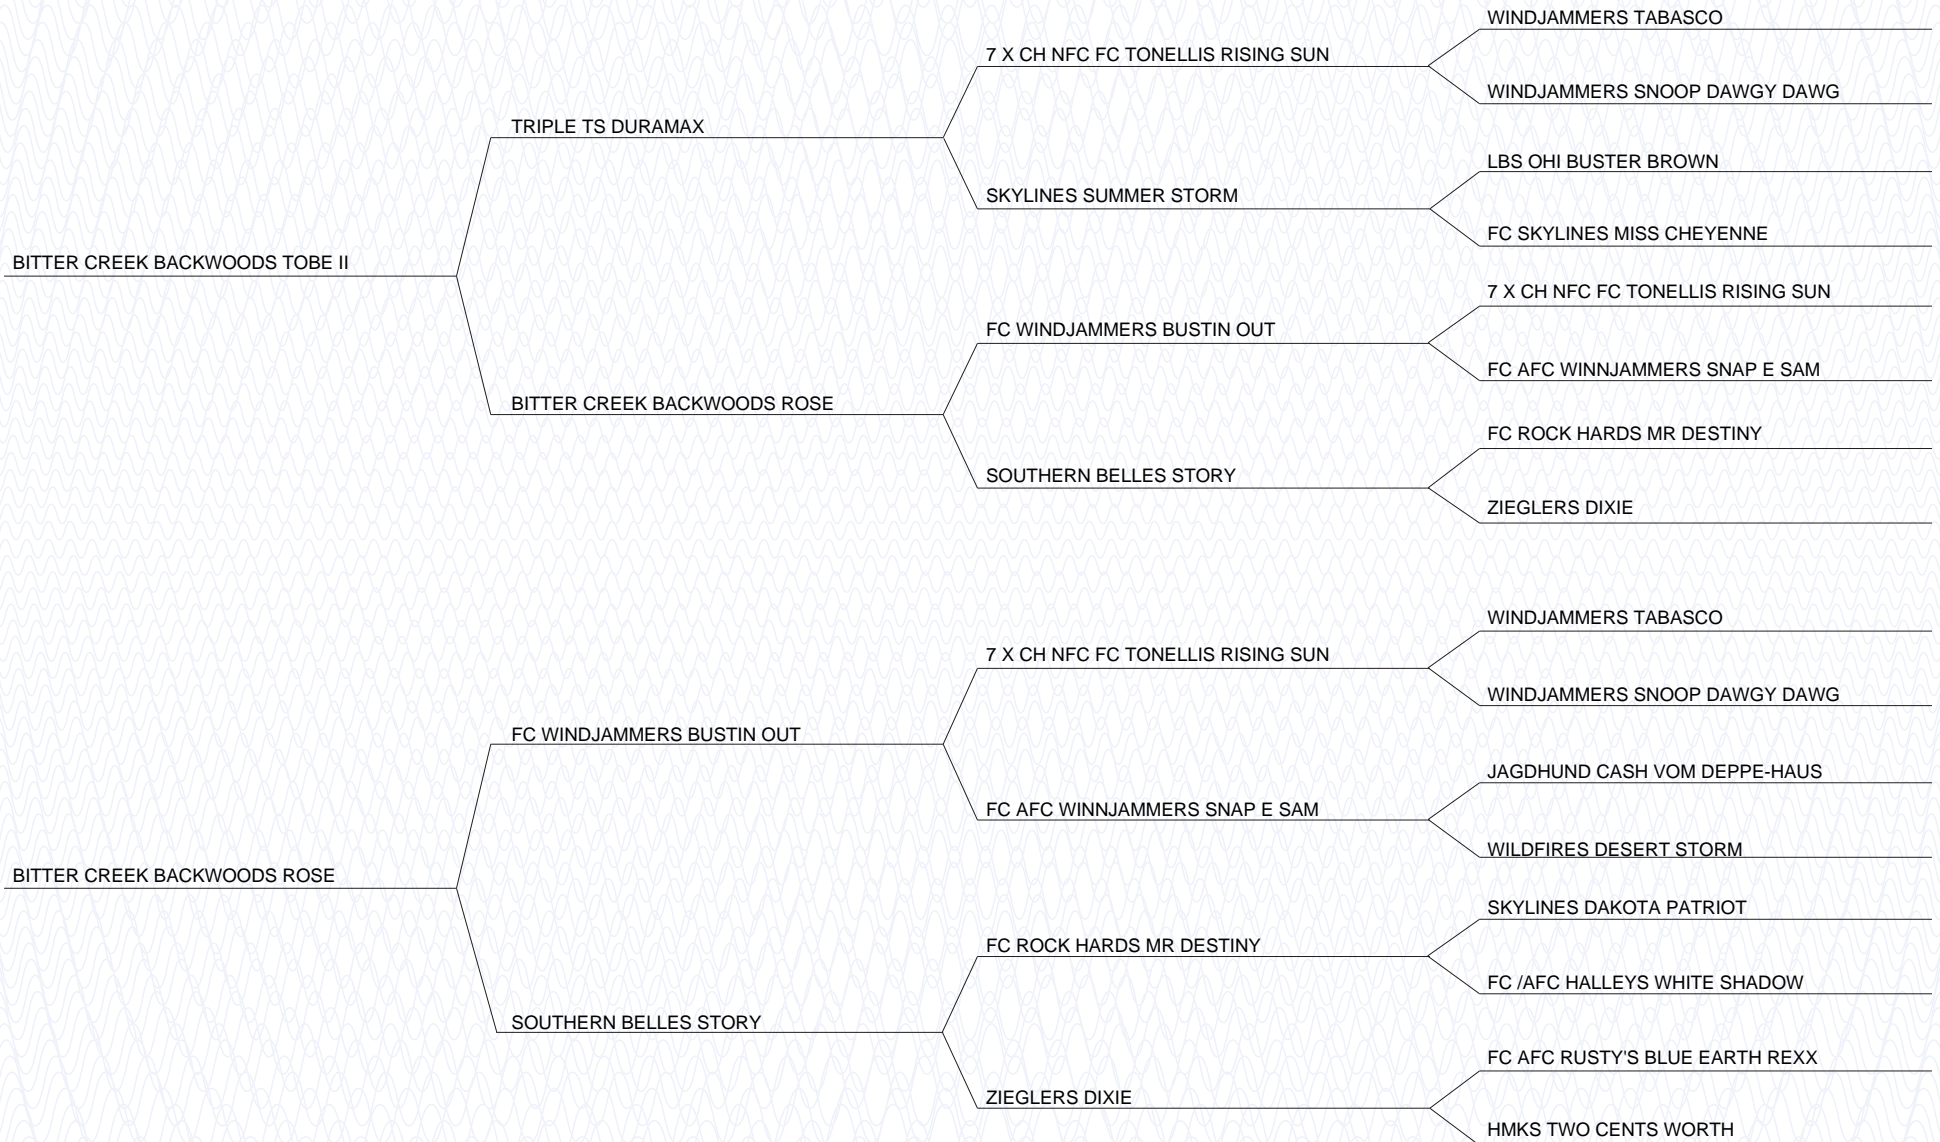 WINDJAMMERS TABASCO
7 X CH NFC FC TONELLIS RISING SUN
WINDJAMMERS SNOOP DAWGY DAWG
TRIPLE TS DURAMAX
LBS OHI BUSTER BROWN
SKYLINES SUMMER STORM
FC SKYLINES MISS CHEYENNE
BITTER CREEK BACKWOODS TOBE II
7 X CH NFC FC TONELLIS RISING SUN
FC WINDJAMMERS BUSTIN OUT
FC AFC WINNJAMMERS SNAP E SAM
BITTER CREEK BACKWOODS ROSE
FC ROCK HARDS MR DESTINY
SOUTHERN BELLES STORY
ZIEGLERS DIXIE
WINDJAMMERS TABASCO
7 X CH NFC FC TONELLIS RISING SUN
WINDJAMMERS SNOOP DAWGY DAWG
FC WINDJAMMERS BUSTIN OUT
JAGDHUND CASH VOM DEPPE-HAUS
FC AFC WINNJAMMERS SNAP E SAM
WILDFIRES DESERT STORM
BITTER CREEK BACKWOODS ROSE
SKYLINES DAKOTA PATRIOT
FC ROCK HARDS MR DESTINY
FC /AFC HALLEYS WHITE SHADOW
SOUTHERN BELLES STORY
FC AFC RUSTY'S BLUE EARTH REXX
ZIEGLERS DIXIE
HMKS TWO CENTS WORTH